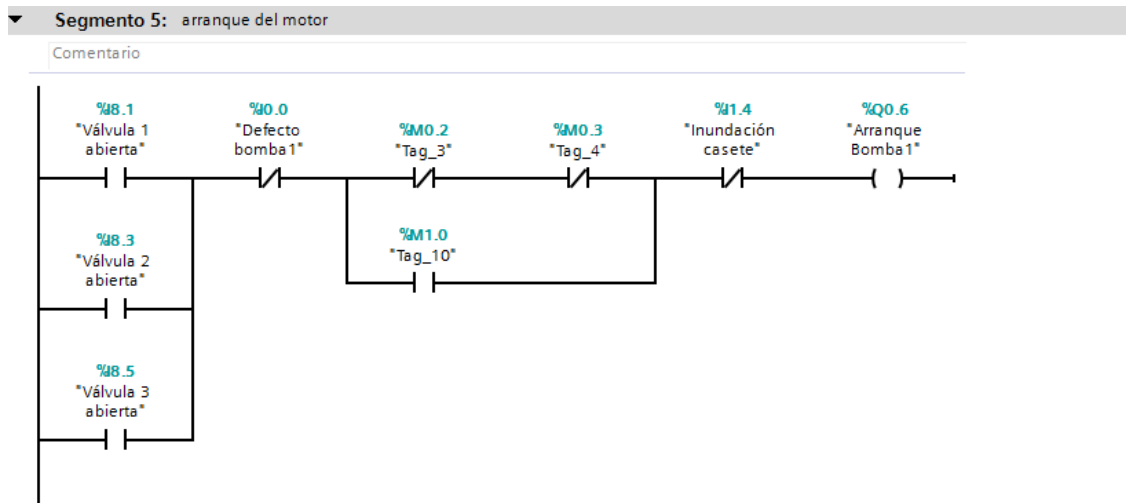 Segmento 5: arranque del motor
Comentario
%I8.1
"Válvula 1
abierta"
%I0.0
"Defecto
bomba1"
%M0.2
"Tag_3"
%M0.3
"Tag_4"
%I1.4
"Inundación
casete"
%Q0.6
"Arranque
Bomba1"
%I8.3
"Válvula 2
abierta"
%M1.0
"Tag_10"
%I8.5
"Válvula 3
abierta"